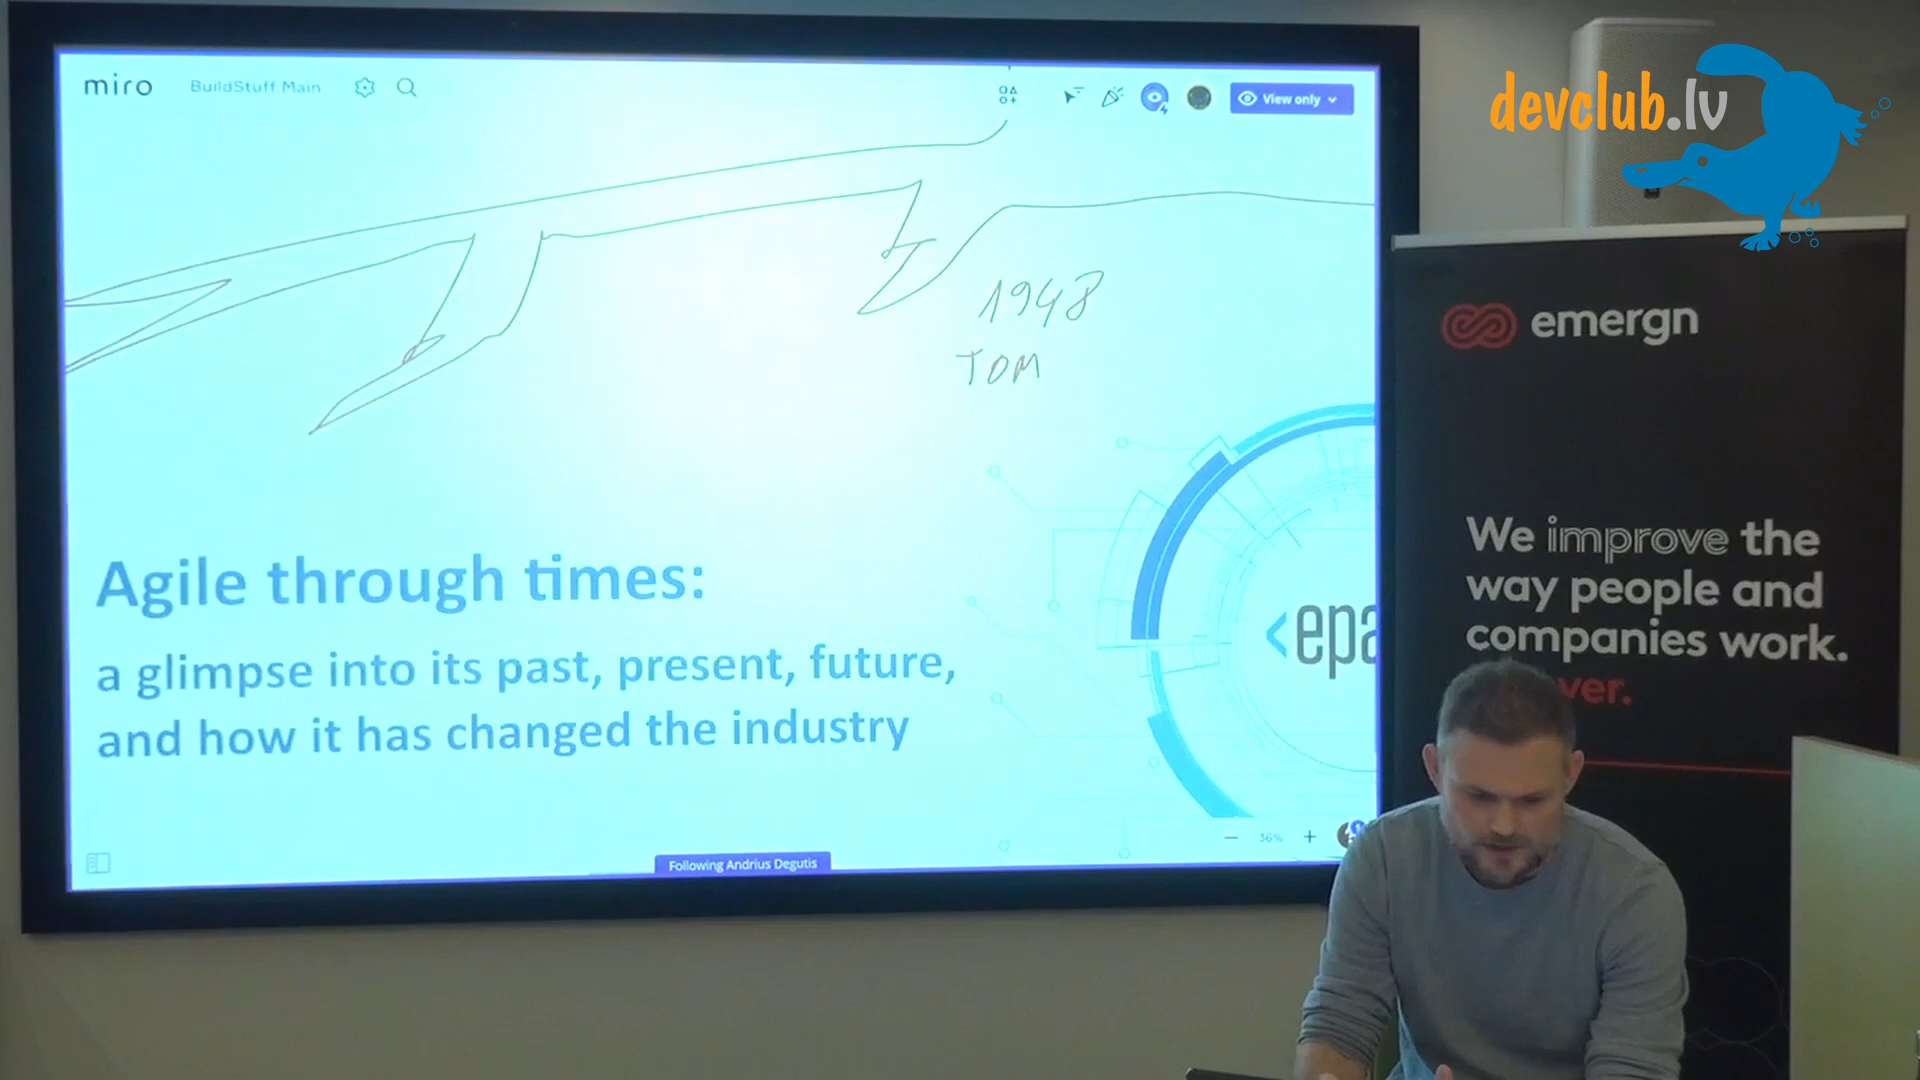 miro BuildStuff Main
View only
devclub.lv
1948
TOM
Agile through times:
a glimpse into its past, present, future,
and how it has changed the industry
<epa
36%
Following Andrius Degutis
emergn
We improve the
way people and
companies work.
ver.